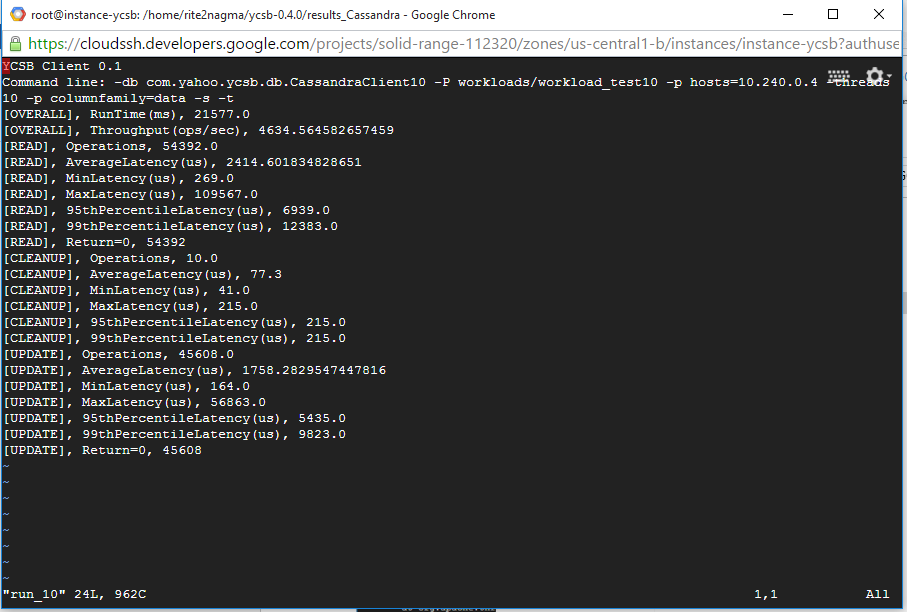 root@instance-ycsb: /home/rite2nagma/ycsb-0.4.0/results_Cassandra - Google Chrome
https://cloudssh.developers.google.com/projects/solid-range-112320/zones/us-central1-b/instances/instance-ycsb?authuse
YCSB Client 0.1
Command line: -db com.yahoo.ycsb.db.CassandraClient10 -P workloads/workload_test10 -p hosts=10.240.0.4 -threads
10 -p columnfamily=data -s -t
[OVERALL], RunTime(ms), 21577.0
[OVERALL], Throughput(ops/sec), 4634.564582657459
[READ], Operations, 54392.0
[READ], AverageLatency(us), 2414.601834828651
[READ], MinLatency(us), 269.0
[READ], MaxLatency(us), 109567.0
[READ], 95thPercentileLatency(us), 6939.0
[READ], 99thPercentileLatency(us), 12383.0
[READ], Return=0, 54392
[CLEANUP], Operations, 10.0
[CLEANUP], AverageLatency(us), 77.3
[CLEANUP], MinLatency(us), 41.0
[CLEANUP], MaxLatency(us), 215.0
[CLEANUP], 95thPercentileLatency(us), 215.0
[CLEANUP], 99thPercentileLatency(us), 215.0
[UPDATE], Operations, 45608.0
[UPDATE], AverageLatency(us), 1758.2829547447816
[UPDATE], MinLatency(us), 164.0
[UPDATE], MaxLatency(us), 56863.0
[UPDATE], 95thPercentileLatency(us), 5435.0
[UPDATE], 99thPercentileLatency(us), 9823.0
[UPDATE], Return=0, 45608
~
~
~
~
~
~
~
~
"run_10" 24L, 962C 1,1 All